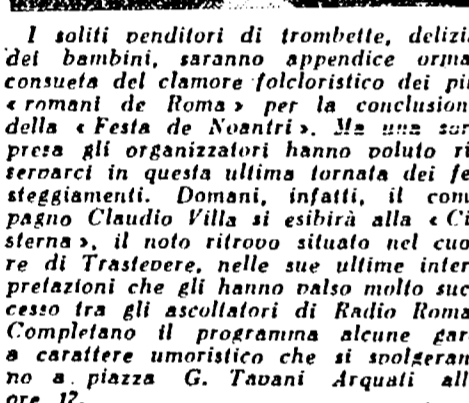 I soliti venditori di trombette, delizi
dei bambini, saranno appendice orma
consueta del clamore folcloristico dei pi
« romani de Roma » per la conclusion
della « Festa de Noantri ». Ma una sor
presa gli organizzatori hanno voluto ri
servarci in questa ultima tornata dei fe
steggiamenti. Domani, infatti, il com
pagno Claudio Villa si esibirà alla « Ci
sterna », il noto ritrovo situato nel cuo
re di Trastevere, nelle sue ultime inter
pretazioni che gli hanno valso molto suc
cesso tra gli ascoltatori di Radio Roma
Completano il programma alcune gar
a carattere umoristico che si svolgeran
no a piazza G. Tavani Arquati all
ore 17.